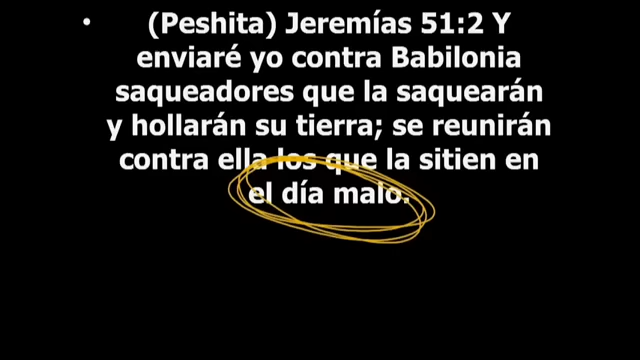 • (Peshita) Jeremías 51:2 Y
enviaré yo contra Babilonia
saqueadores que la saquearán
y hollarán su tierra; se reunirán
contra ella los que la sitien en
el día malo.